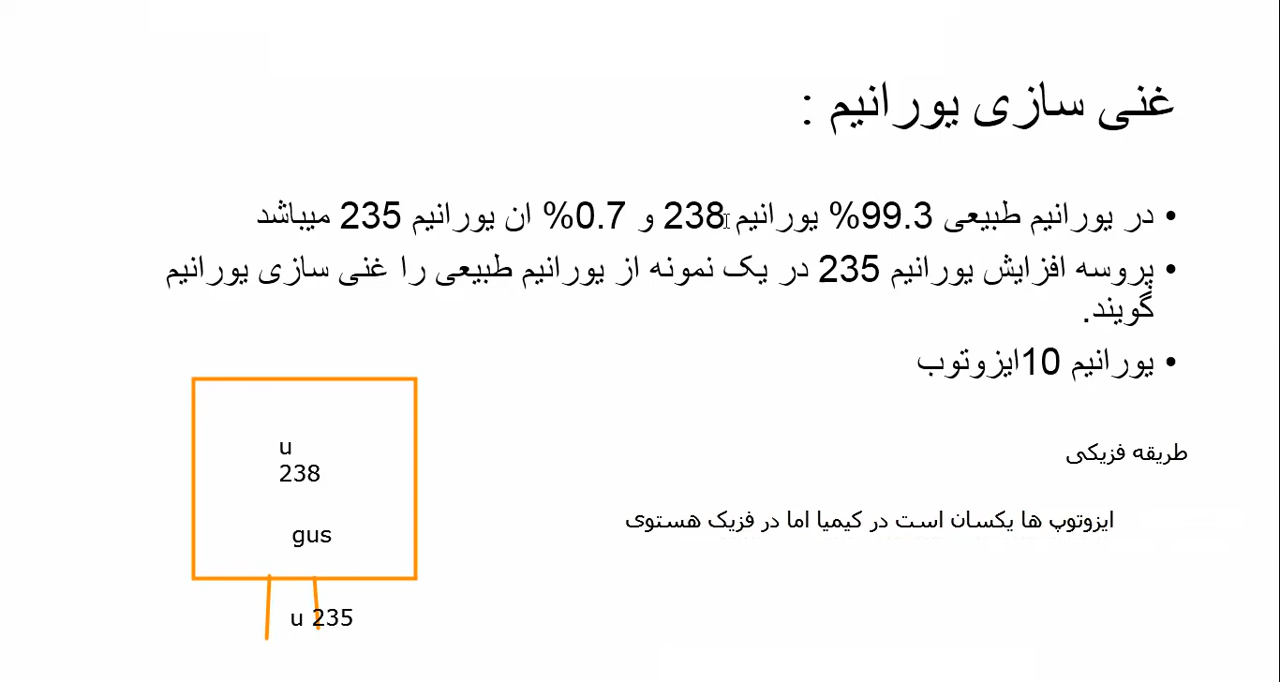 غنی سازی یورانیم :
در یورانیم طبیعی 99.3% یورانیم 238 و 0.7% ان یورانیم 235 میباشد
پروسه افزایش یورانیم 235 در یک نمونه از یورانیم طبیعی را غنی سازی یورانیم
گویند.
یورانیم 10ایزوتوب
طریقه فزیکی
ایزوتوپ ها یکسان است در کیمیا اما در فزیک هستوی
u
238
gus
u 235